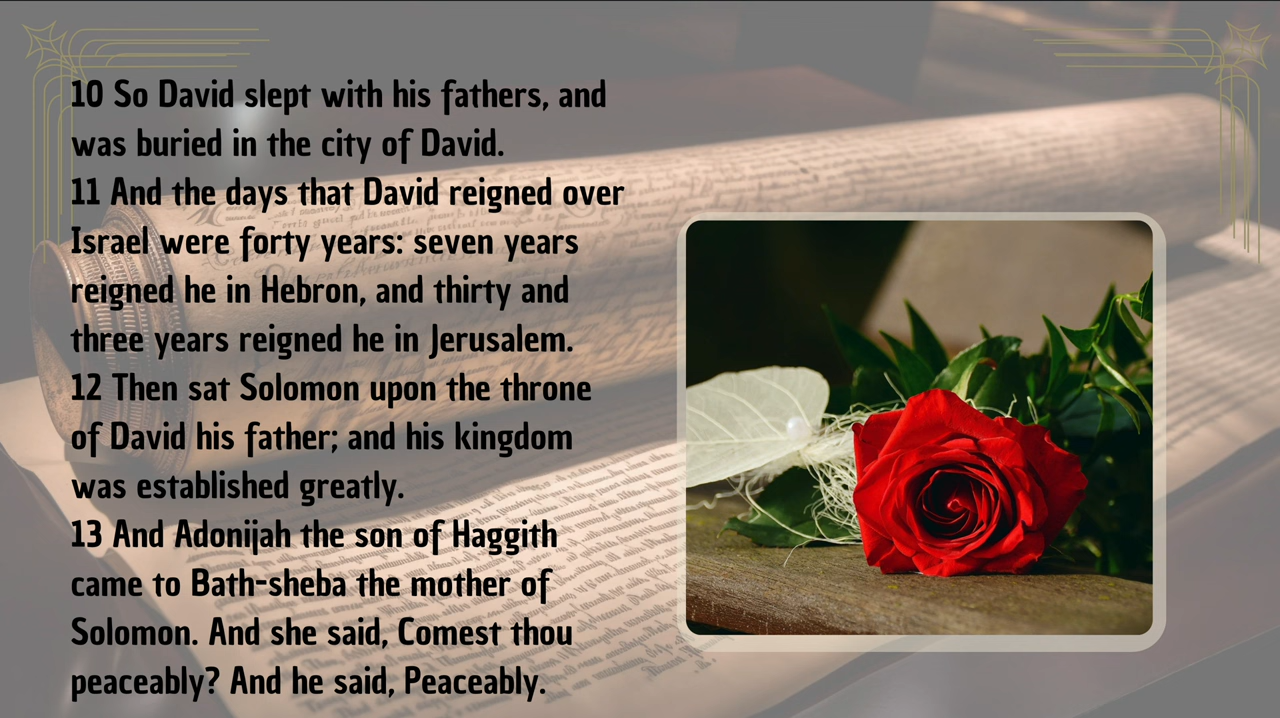 10 So David slept with his fathers, and
was buried in the city of David.
11 And the days that David reigned over
Israel were forty years: seven years
reigned he in Hebron, and thirty and
three years reigned he in Jerusalem.
12 Then sat Solomon upon the throne
of David his father; and his kingdom
was established greatly.
13 And Adonijah the son of Haggith
came to Bath-sheba the mother of
Solomon. And she said, Comest thou
peaceably? And he said, Peaceably.